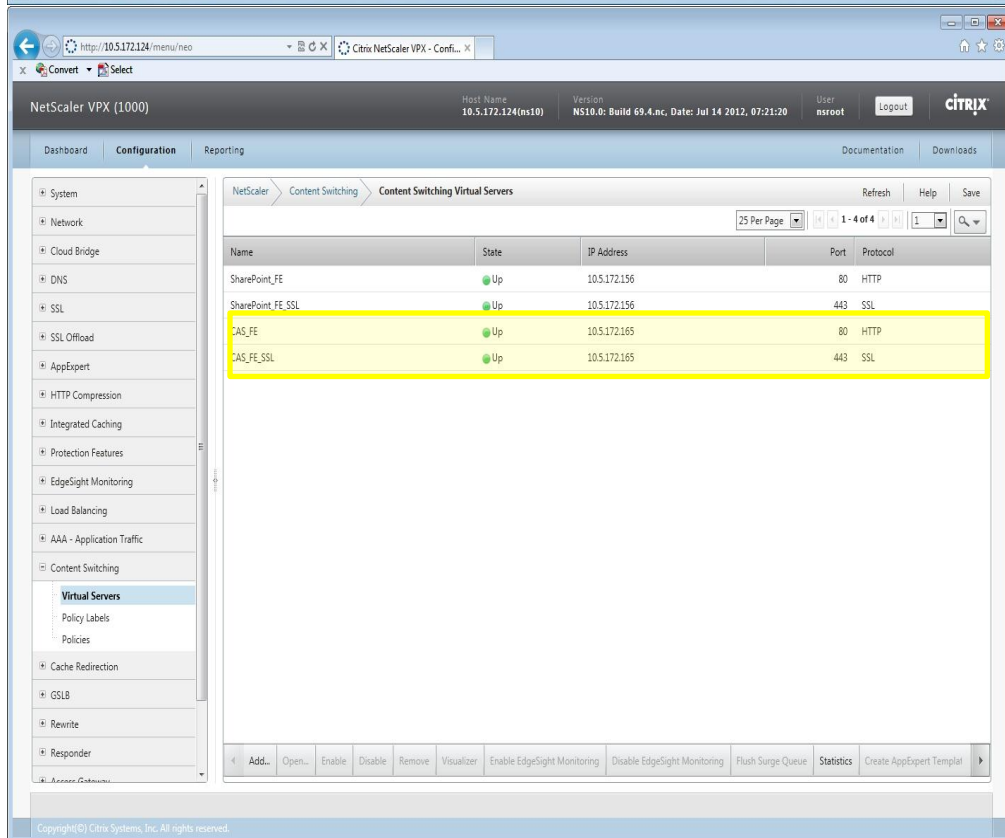 http://10.5.172.124/menu/neo
Citrix NetScaler VPX - Confi...
Convert
Select
NetScaler VPX (1000)
Host Name
10.5.172.124(ns10)
Version
NS10.0: Build 69.4.nc, Date: Jul 14 2012, 07:21:20
User
nsroot
Logout
CITRIX
Dashboard
Configuration
Reporting
Documentation
Downloads
System
Network
Cloud Bridge
DNS
SSL
SSL Offload
AppExpert
HTTP Compression
Integrated Caching
Protection Features
EdgeSight Monitoring
Load Balancing
AAA - Application Traffic
Content Switching
Virtual Servers
Policy Labels
Policies
Cache Redirection
GSLB
Rewrite
Responder
Access Gateway
NetScaler
Content Switching
Content Switching Virtual Servers
Refresh
Help
Save
25 Per Page
1 - 4 of 4
1
Name State IP Address Port Protocol
SharePoint_FE Up 10.5.172.156 80 HTTP
SharePoint_FE_SSL Up 10.5.172.156 443 SSL
CAS_FE Up 10.5.172.165 80 HTTP
CAS_FE_SSL Up 10.5.172.165 443 SSL
Add... Open... Enable Disable Remove Visualizer Enable EdgeSight Monitoring Disable EdgeSight Monitoring Flush Surge Queue Statistics Create AppExpert Templat
Copyright(©) Citrix Systems, Inc. All rights reserved.